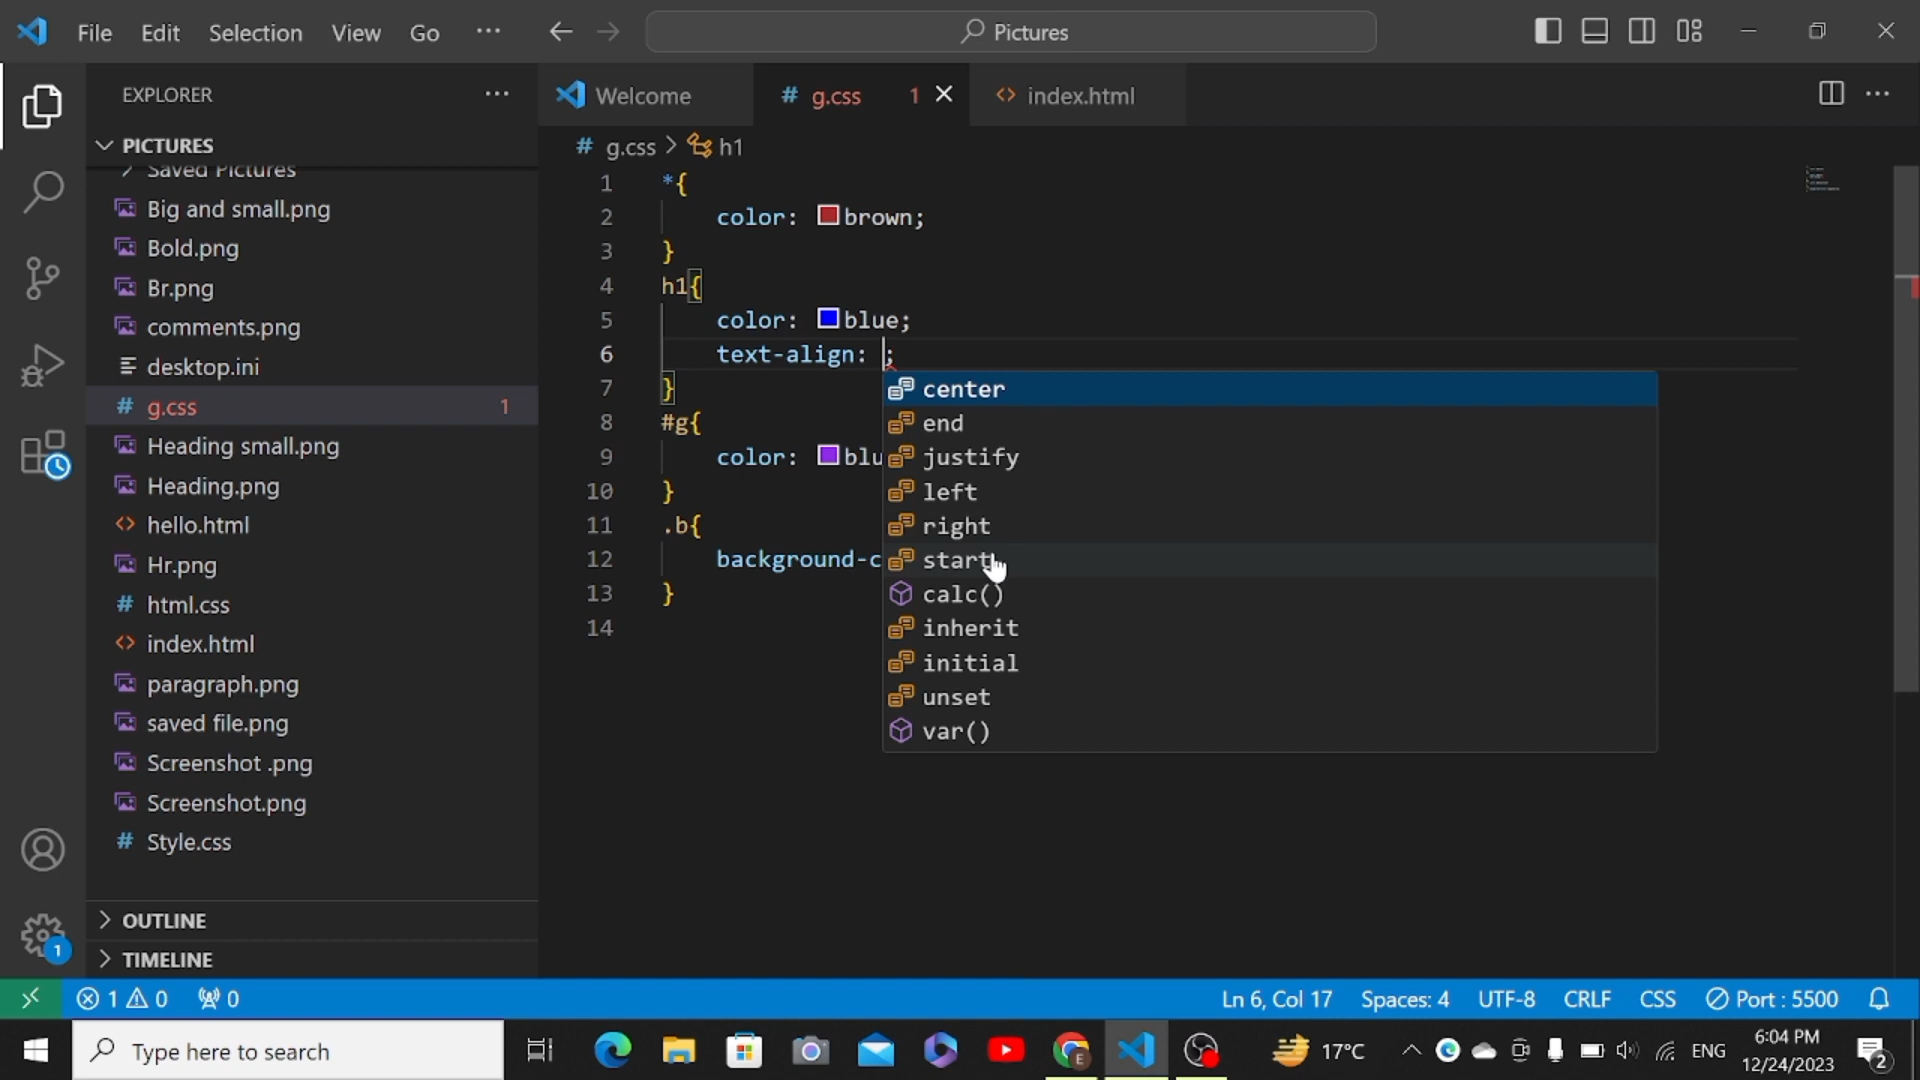 File Edit Selection View Go ···
Pictures
EXPLORER ···
Welcome
# g.css 1
<> index.html
PICTURES
# g.css > h1
Saved Pictures
Big and small.png
Bold.png
Br.png
comments.png
desktop.ini
# g.css 1
Heading small.png
Heading.png
<> hello.html
Hr.png
# html.css
<> index.html
paragraph.png
saved file.png
Screenshot .png
Screenshot.png
# Style.css
OUTLINE
TIMELINE
1 *{
2 color: brown;
3 }
4 h1{
5 color: blue;
6 text-align: ;
7 }
8 #g{
9 color: blu
10 }
11 .b{
12 background-c
13 }
14
center
end
justify
left
right
start
calc()
inherit
initial
unset
var()
1
1 0 0
Ln 6, Col 17 Spaces: 4 UTF-8 CRLF CSS Port : 5500
Type here to search
E
17°C
ENG
6:04 PM
12/24/2023
2